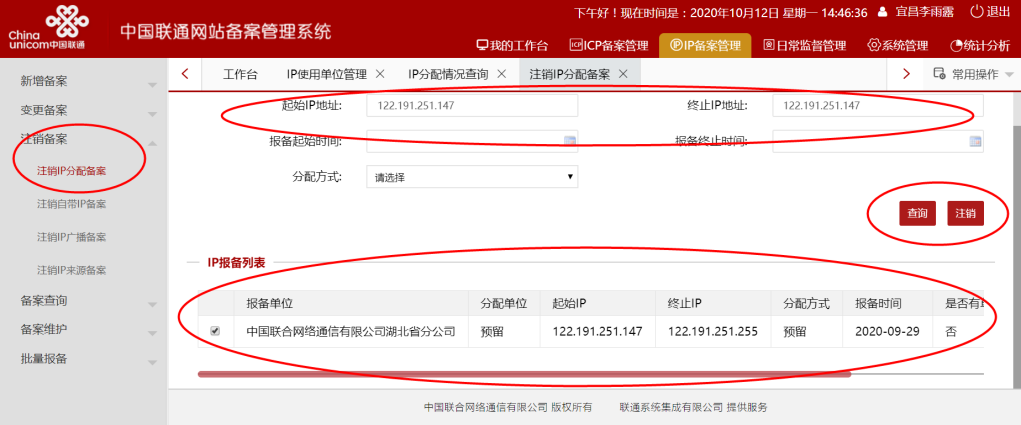 下午好！现在时间是：2020年10月12日 星期一 14:46:36 宜昌李雨露 退出
China unicom中国联通
中国联通网站备案管理系统
我的工作台 ICP备案管理 IP备案管理 日常监督管理 系统管理 统计分析
工作台 IP使用单位管理 IP分配情况查询 注销IP分配备案 常用操作
新增备案
变更备案
注销备案
注销IP分配备案
注销自带IP备案
注销IP广播备案
注销IP来源备案
备案查询
备案维护
批量报备
起始IP地址: 122.191.251.147 终止IP地址: 122.191.251.147
报备起始时间: 报备终止时间:
分配方式: 请选择
查询 注销
IP报备列表
报备单位 分配单位 起始IP 终止IP 分配方式 报备时间 是否有I
中国联合网络通信有限公司湖北省分公司 预留 122.191.251.147 122.191.251.255 预留 2020-09-29 否
中国联合网络通信有限公司 版权所有 联通系统集成有限公司 提供服务